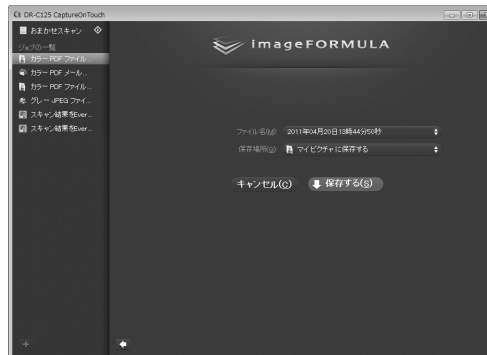 DR-C125 CaptureOnTouch
おまかせスキャン
ジョブの一覧
カラー PDF ファイル...
カラー PDF メール...
カラー PDF ファイル...
グレー JPEG ファイ...
スキャン結果をEver...
スキャン結果をEver...
imageFORMULA
ファイル名(M) 2011年04月20日13時44分50秒
保存場所(O) マイピクチャに保存する
キャンセル(C) 保存する(S)